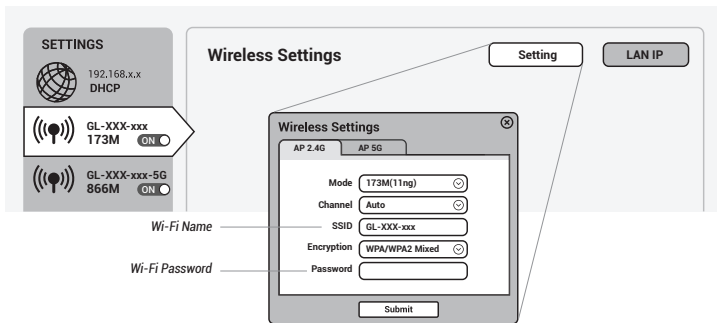 SETTINGS
192.168.x.x
DHCP
GL-XXX-xxx
173M ON
GL-XXX-xxx-5G
866M ON
Wireless Settings
Setting
LAN IP
Wireless Settings
AP 2.4G
AP 5G
Mode 173M(11ng)
Channel Auto
SSID GL-XXX-xxx
Encryption WPA/WPA2 Mixed
Password
Submit
Wi-Fi Name
Wi-Fi Password